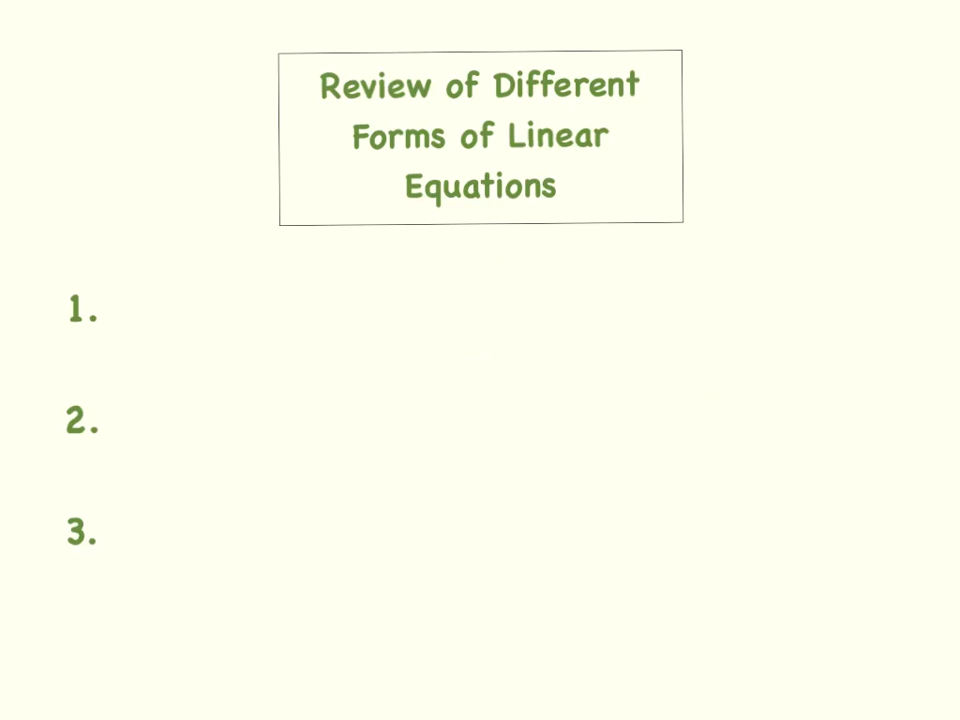 Review of Different
Forms of Linear
Equations
1.
2.
3.